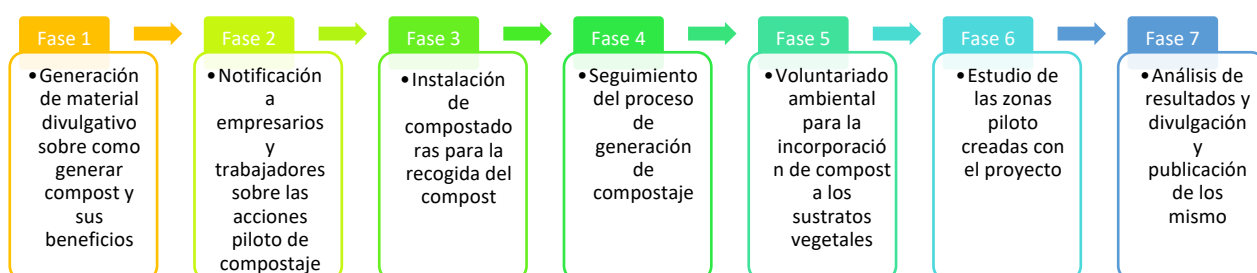 Fase 1
•Generación
de material
divulgativo
sobre como
generar
compost y
sus
beneficios
Fase 2
•Notificación
a
empresarios
y
trabajadores
sobre las
acciones
piloto de
compostaje
Fase 3
•Instalación
de
compostado
ras para la
recogida del
compost
Fase 4
•Seguimiento
del proceso
de
generación
de
compostaje
Fase 5
•Voluntariado
ambiental
para la
incorporació
n de compost
a los
sustratos
vegetales
Fase 6
•Estudio de
las zonas
piloto
creadas con
el proyecto
Fase 7
•Análisis de
resultados y
divulgación
y
publicación
de los
mismo